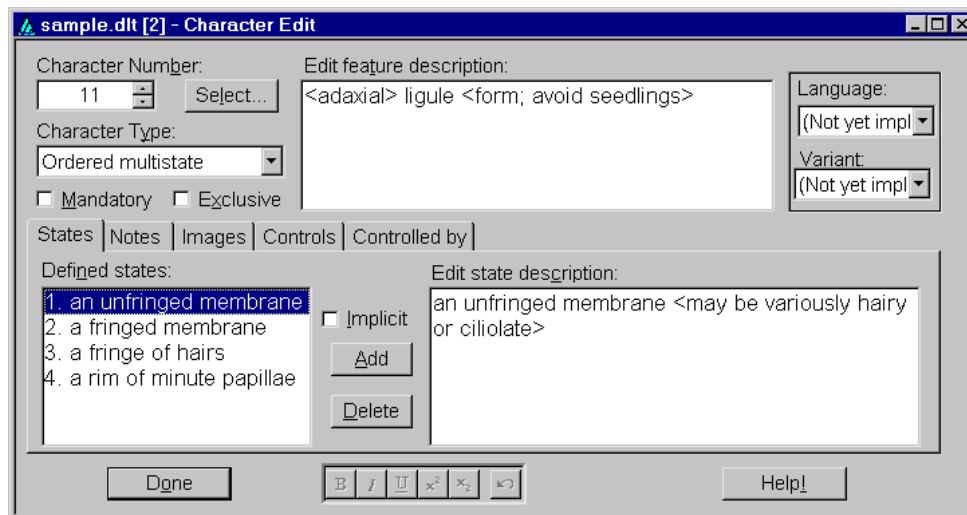 sample.dlt [2] - Character Edit
Character Number:
11
Select...
Character Type:
Ordered multistate
Mandatory
Exclusive
Edit feature description:
<adaxial> ligule <form; avoid seedlings>
Language:
(Not yet impl
Variant:
(Not yet impl
States
Notes
Images
Controls
Controlled by
Defined states:
1. an unfringed membrane
2. a fringed membrane
3. a fringe of hairs
4. a rim of minute papillae
Implicit
Add
Delete
Edit state description:
an unfringed membrane <may be variously hairy
or ciliolate>
Done
B I U x² x₂
Help!